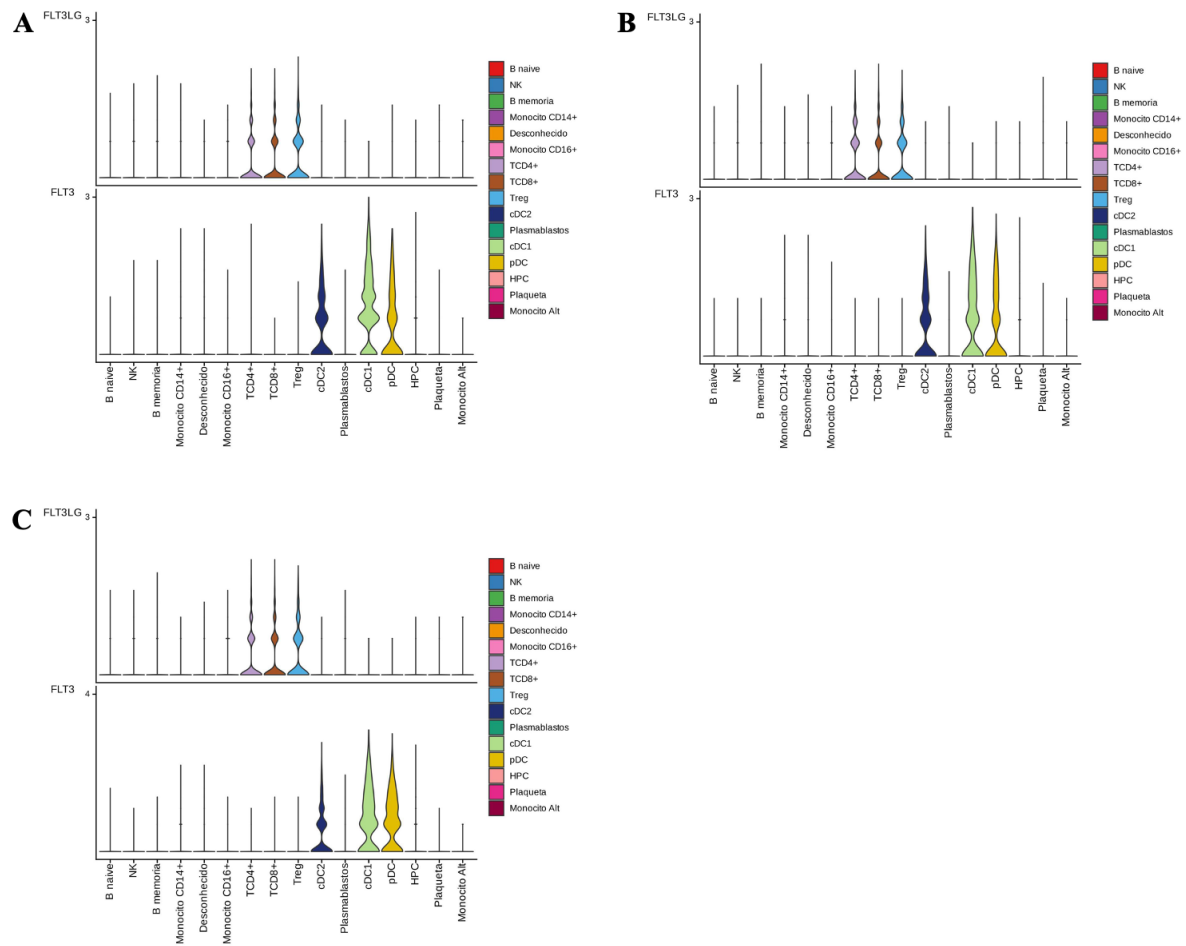 A
FLT3LG
3
FLT3
3
B naive
NK
B memoria
Monocito CD14+
Desconhecido
Monocito CD16+
TCD4+
TCD8+
Treg
cDC2
Plasmablastos
cDC1
pDC
HPC
Plaqueta
Monocito Alt
B naive
NK
B memoria
Monocito CD14+
Desconhecido
Monocito CD16+
TCD4+
TCD8+
Treg
cDC2
Plasmablastos
cDC1
pDC
HPC
Plaqueta
Monocito Alt
B
FLT3LG
3
FLT3
3
B naive
NK
B memoria
Monocito CD14+
Desconhecido
Monocito CD16+
TCD4+
TCD8+
Treg
cDC2
Plasmablastos
cDC1
pDC
HPC
Plaqueta
Monocito Alt
B naive
NK
B memoria
Monocito CD14+
Desconhecido
Monocito CD16+
TCD4+
TCD8+
Treg
cDC2
Plasmablastos
cDC1
pDC
HPC
Plaqueta
Monocito Alt
C
FLT3LG
3
FLT3
4
B naive
NK
B memoria
Monocito CD14+
Desconhecido
Monocito CD16+
TCD4+
TCD8+
Treg
cDC2
Plasmablastos
cDC1
pDC
HPC
Plaqueta
Monocito Alt
B naive
NK
B memoria
Monocito CD14+
Desconhecido
Monocito CD16+
TCD4+
TCD8+
Treg
cDC2
Plasmablastos
cDC1
pDC
HPC
Plaqueta
Monocito Alt